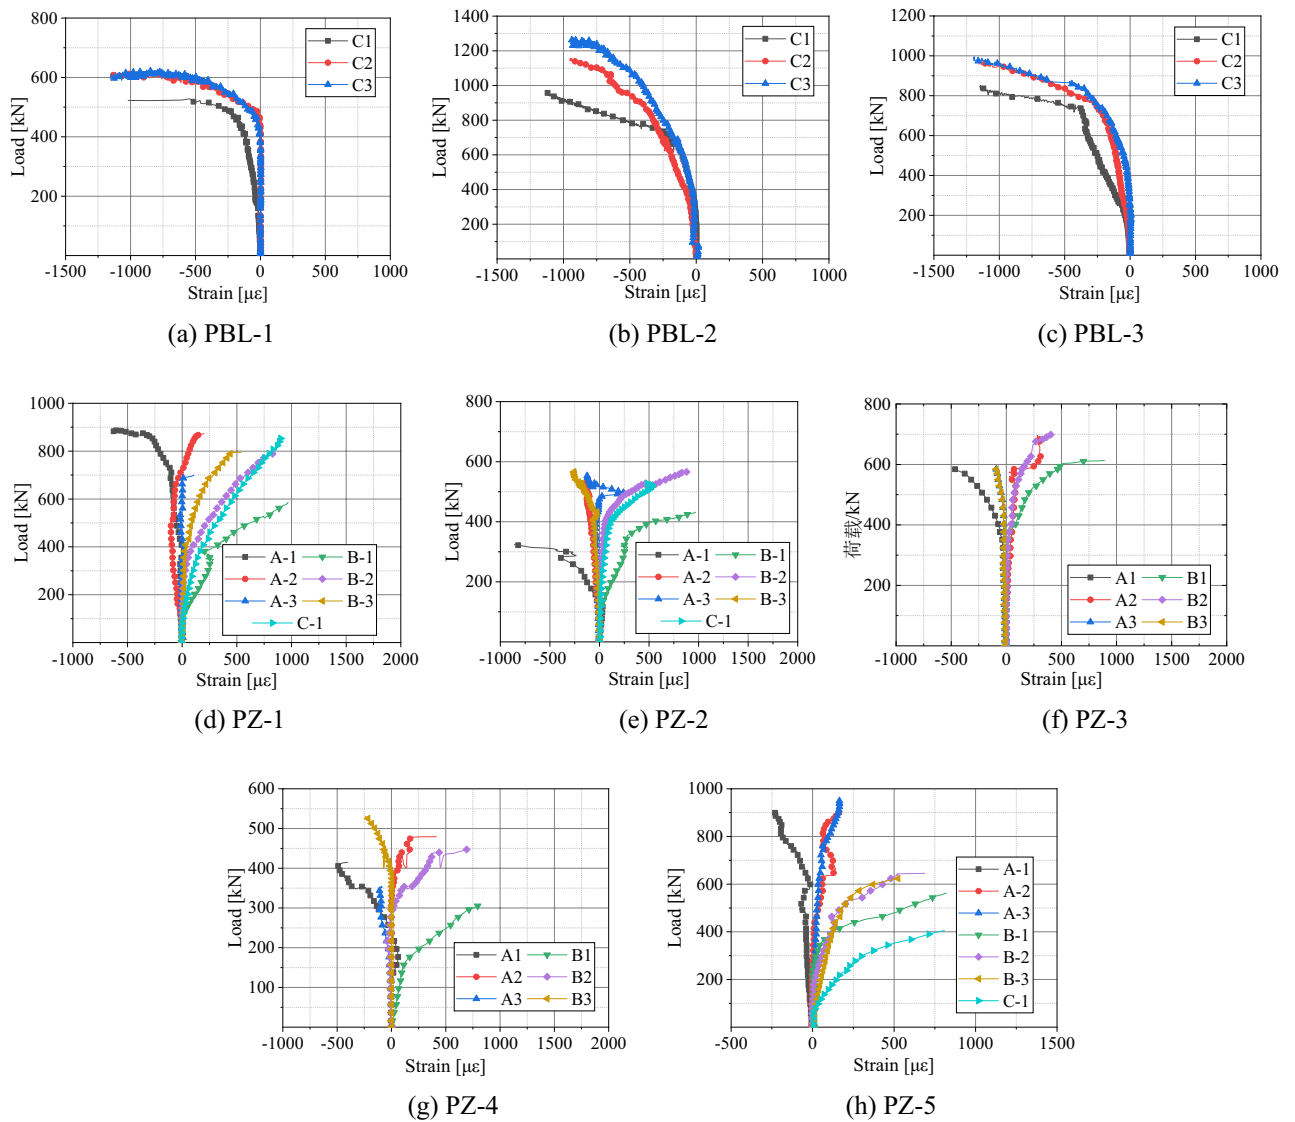 800
600
400
200
-1500 -1000 -500 0 500 1000
Load [kN]
Strain [με]
C1
C2
C3
(a) PBL-1
1400
1200
1000
800
600
400
200
-1500 -1000 -500 0 500 1000
Load [kN]
Strain [με]
C1
C2
C3
(b) PBL-2
1200
1000
800
600
400
200
-1500 -1000 -500 0 500 1000
Load [kN]
Strain [με]
C1
C2
C3
(c) PBL-3
1000
800
600
400
200
-1000 -500 0 500 1000 1500 2000
Load [kN]
Strain [με]
A-1 B-1
A-2 B-2
A-3 B-3
C-1
(d) PZ-1
800
600
400
200
-1000 -500 0 500 1000 1500 2000
Load [kN]
Strain [με]
A-1 B-1
A-2 B-2
A-3 B-3
C-1
(e) PZ-2
800
600
400
200
-1000 -500 0 500 1000 1500 2000
荷载/kN
Strain [με]
A1 B1
A2 B2
A3 B3
(f) PZ-3
600
500
400
300
200
100
-1000 -500 0 500 1000 1500 2000
Load [kN]
Strain [με]
A1 B1
A2 B2
A3 B3
(g) PZ-4
1000
800
600
400
200
-1000 -500 0 500 1000 1500
Load [kN]
Strain [με]
A-1
A-2
A-3
B-1
B-2
B-3
C-1
(h) PZ-5